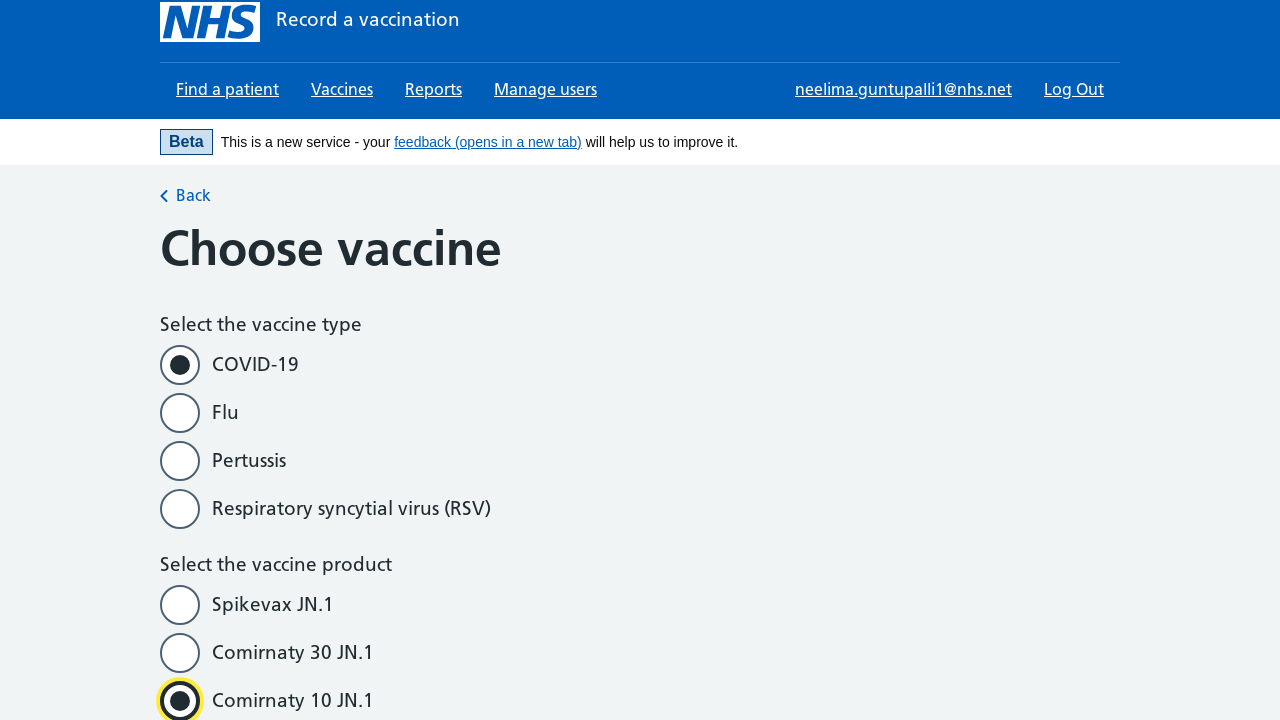 NHS Record a vaccination
Find a patient Vaccines Reports Manage users neelima.guntupalli1@nhs.net Log Out
Beta This is a new service - your feedback (opens in a new tab) will help us to improve it.
Back
Choose vaccine
Select the vaccine type
COVID-19
Flu
Pertussis
Respiratory syncytial virus (RSV)
Select the vaccine product
Spikevax JN.1
Comirnaty 30 JN.1
Comirnaty 10 JN.1